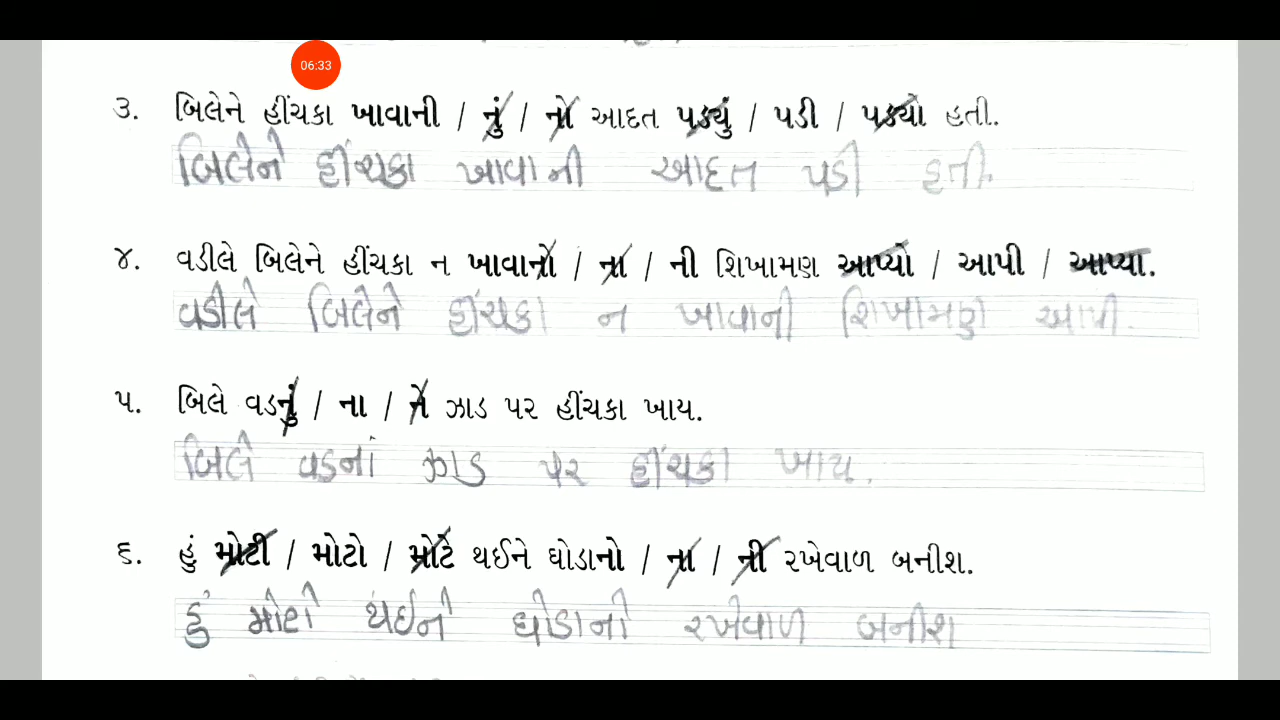 06:33
૩. બિલેને હીંચકા ખાવાની / નું / નો આદત પડ્યું / પડી / પડ્યો હતી.
બિલેને હીંચકા ખાવાની આદત પડી હતી.
૪. વડીલે બિલેને હીંચકા ન ખાવાનો / ના / ની શિખામણ આપ્યો / આપી / આપ્યા.
વડીલે બિલેને હીંચકા ન ખાવાની શિખામણ આપી.
૫. બિલે વડનું / ના / ને ઝાડ પર હીંચકા ખાય.
બિલે વડનાં ઝાડ પર હીંચકા ખાય.
૬. હું મોટી / મોટો / મોટે થઈને ઘોડાનો / ના / ની રખેવાળ બનીશ.
હું મોટો થઈને ઘોડાનો રખેવાળ બનીશ